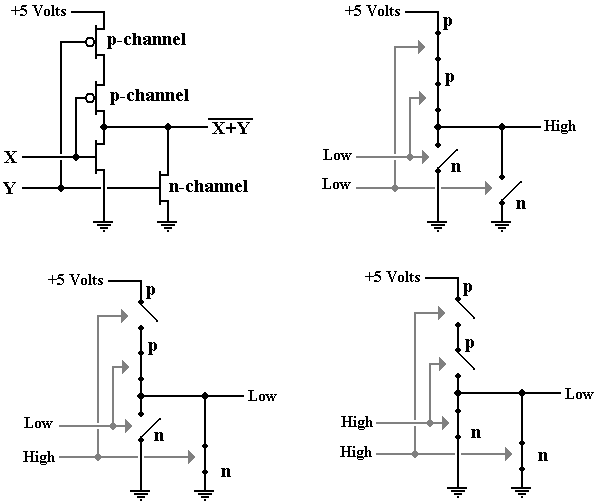 +5 Volts
p-channel
p-channel
X+Y
X
Y
n-channel
+5 Volts
p
p
High
Low
n
Low
n
+5 Volts
p
p
Low
Low
n
High
n
+5 Volts
p
p
Low
High
n
High
n